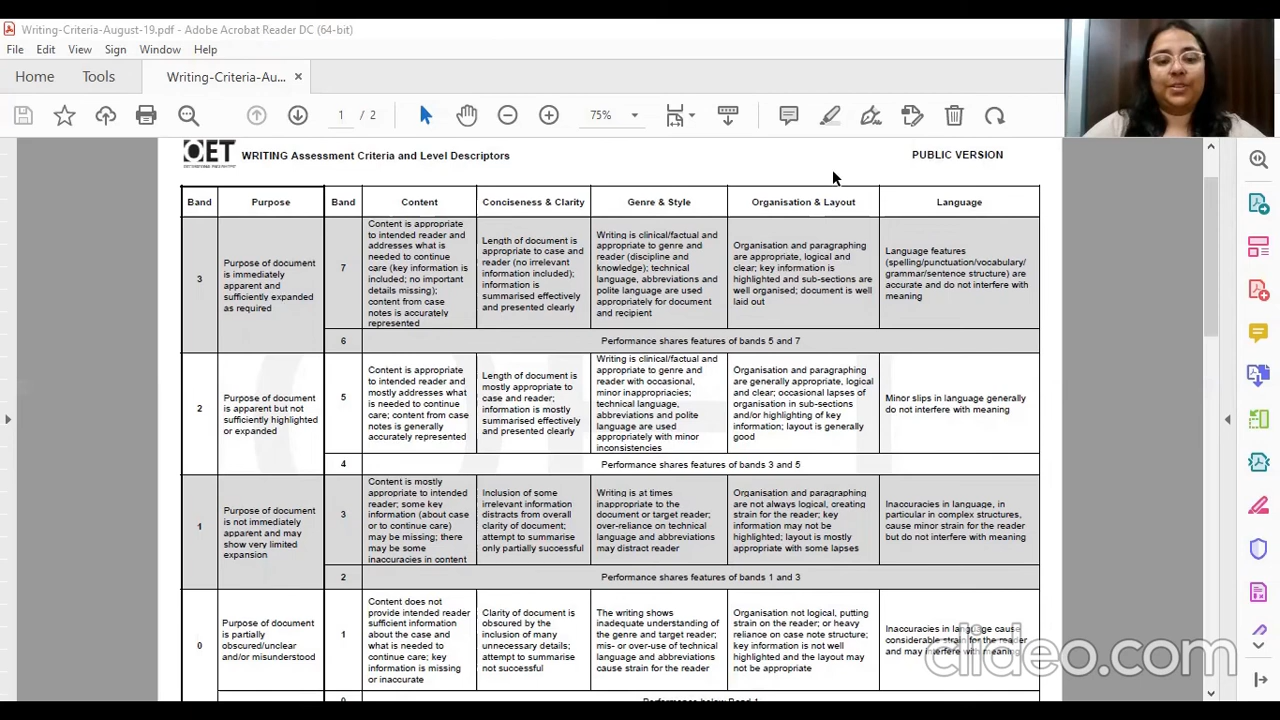 Writing-Criteria-August-19.pdf - Adobe Acrobat Reader DC (64-bit)
File Edit View Sign Window Help
Home Tools Writing-Criteria-Au... ×
1 / 2 75%
OET WRITING Assessment Criteria and Level Descriptors PUBLIC VERSION
Band Purpose Band Content Conciseness & Clarity Genre & Style Organisation & Layout Language
3
Purpose of document
is immediately
apparent and
sufficiently expanded
as required
7
Content is appropriate
to intended reader and
addresses what is
needed to continue
care (key information is
included; no important
details missing);
content from case
notes is accurately
represented
Length of document is
appropriate to case and
reader (no irrelevant
information included);
information is
summarised effectively
and presented clearly
Writing is clinical/factual and
appropriate to genre and
reader (discipline and
knowledge); technical
language, abbreviations and
polite language are used
appropriately for document
and recipient
Organisation and paragraphing
are appropriate, logical and
clear; key information is
highlighted and sub-sections are
well organised; document is well
laid out
Language features
(spelling/punctuation/vocabulary/
grammar/sentence structure) are
accurate and do not interfere with
meaning
6 Performance shares features of bands 5 and 7
2
Purpose of document
is apparent but not
sufficiently highlighted
or expanded
5
Content is appropriate
to intended reader and
mostly addresses what
is needed to continue
care; content from case
notes is generally
accurately represented
Length of document is
mostly appropriate to
case and reader;
information is mostly
summarised effectively
and presented clearly
Writing is clinical/factual and
appropriate to genre and
reader with occasional,
minor inappropriacies;
technical language,
abbreviations and polite
language are used
appropriately with minor
inconsistencies
Organisation and paragraphing
are generally appropriate, logical
and clear; occasional lapses of
organisation in sub-sections
and/or highlighting of key
information; layout is generally
good
Minor slips in language generally
do not interfere with meaning
4 Performance shares features of bands 3 and 5
1
Purpose of document
is not immediately
apparent and may
show very limited
expansion
3
Content is mostly
appropriate to intended
reader; some key
information (about case
or to continue care)
may be missing; there
may be some
inaccuracies in content
Inclusion of some
irrelevant information
distracts from overall
clarity of document;
attempt to summarise
only partially successful
Writing is at times
inappropriate to the
document or target reader;
over-reliance on technical
language and abbreviations
may distract reader
Organisation and paragraphing
are not always logical, creating
strain for the reader; key
information may not be
highlighted; layout is mostly
appropriate with some lapses
Inaccuracies in language, in
particular in complex structures,
cause minor strain for the reader
but do not interfere with meaning
2 Performance shares features of bands 1 and 3
0
Purpose of document
is partially
obscured/unclear
and/or misunderstood
1
Content does not
provide intended reader
sufficient information
about the case and
what is needed to
continue care; key
information is missing
or inaccurate
Clarity of document is
obscured by the
inclusion of many
unnecessary details;
attempt to summarise
not successful
The writing shows
inadequate understanding of
the genre and target reader;
mis- or over-use of technical
language and abbreviations
cause strain for the reader
Organisation not logical, putting
strain on the reader; or heavy
reliance on case note structure;
key information is not well
highlighted and the layout may
not be appropriate
Inaccuracies in language cause
considerable strain for the reader
and may interfere with meaning
0 Performance below Band 1
clideo.com